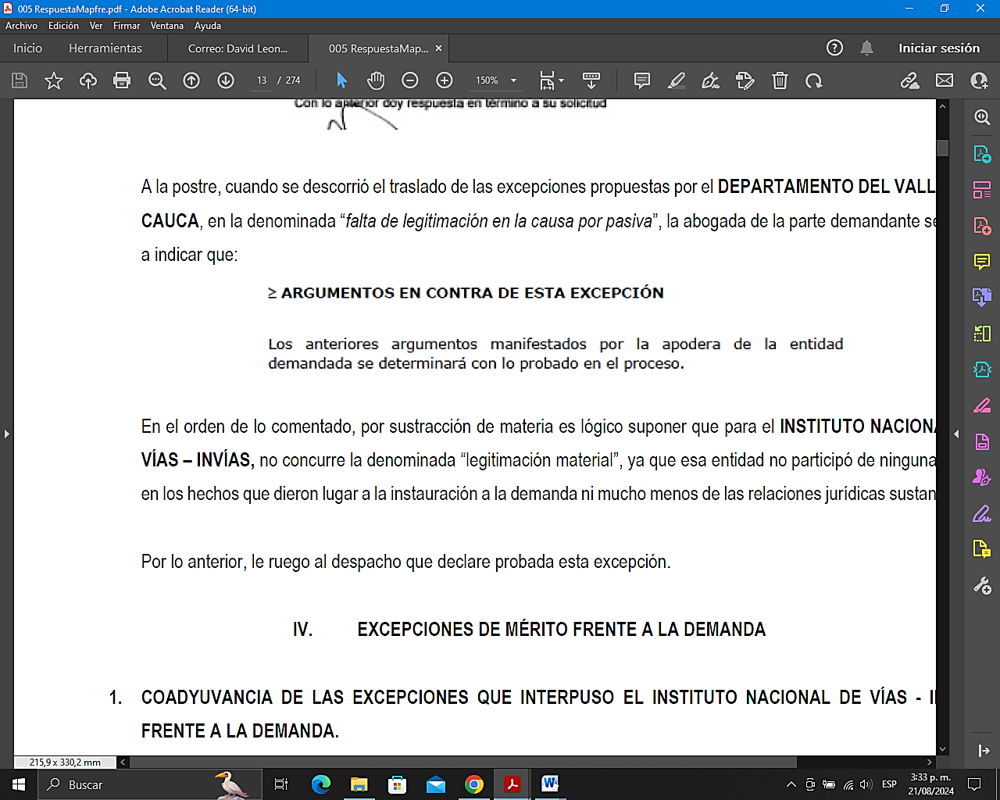 005 RespuestaMapfre.pdf - Adobe Acrobat Reader (64-bit)
Archivo Edición Ver Firmar Ventana Ayuda
Inicio Herramientas Correo: David Leon... 005 RespuestaMap... Iniciar sesión
13 / 274 150%
Con lo anterior doy respuesta en término a su solicitud
A la postre, cuando se descorrió el traslado de las excepciones propuestas por el DEPARTAMENTO DEL VALL
CAUCA, en la denominada “falta de legitimación en la causa por pasiva”, la abogada de la parte demandante se
a indicar que:
≥ ARGUMENTOS EN CONTRA DE ESTA EXCEPCIÓN
Los anteriores argumentos manifestados por la apodera de la entidad
demandada se determinará con lo probado en el proceso.
En el orden de lo comentado, por sustracción de materia es lógico suponer que para el INSTITUTO NACIONA
VÍAS – INVÍAS, no concurre la denominada “legitimación material”, ya que esa entidad no participó de ninguna
en los hechos que dieron lugar a la instauración a la demanda ni mucho menos de las relaciones jurídicas sustan
Por lo anterior, le ruego al despacho que declare probada esta excepción.
IV. EXCEPCIONES DE MÉRITO FRENTE A LA DEMANDA
1. COADYUVANCIA DE LAS EXCEPCIONES QUE INTERPUSO EL INSTITUTO NACIONAL DE VÍAS - I
FRENTE A LA DEMANDA.
215,9 x 330,2 mm
Buscar
ESP
3:33 p. m.
21/08/2024